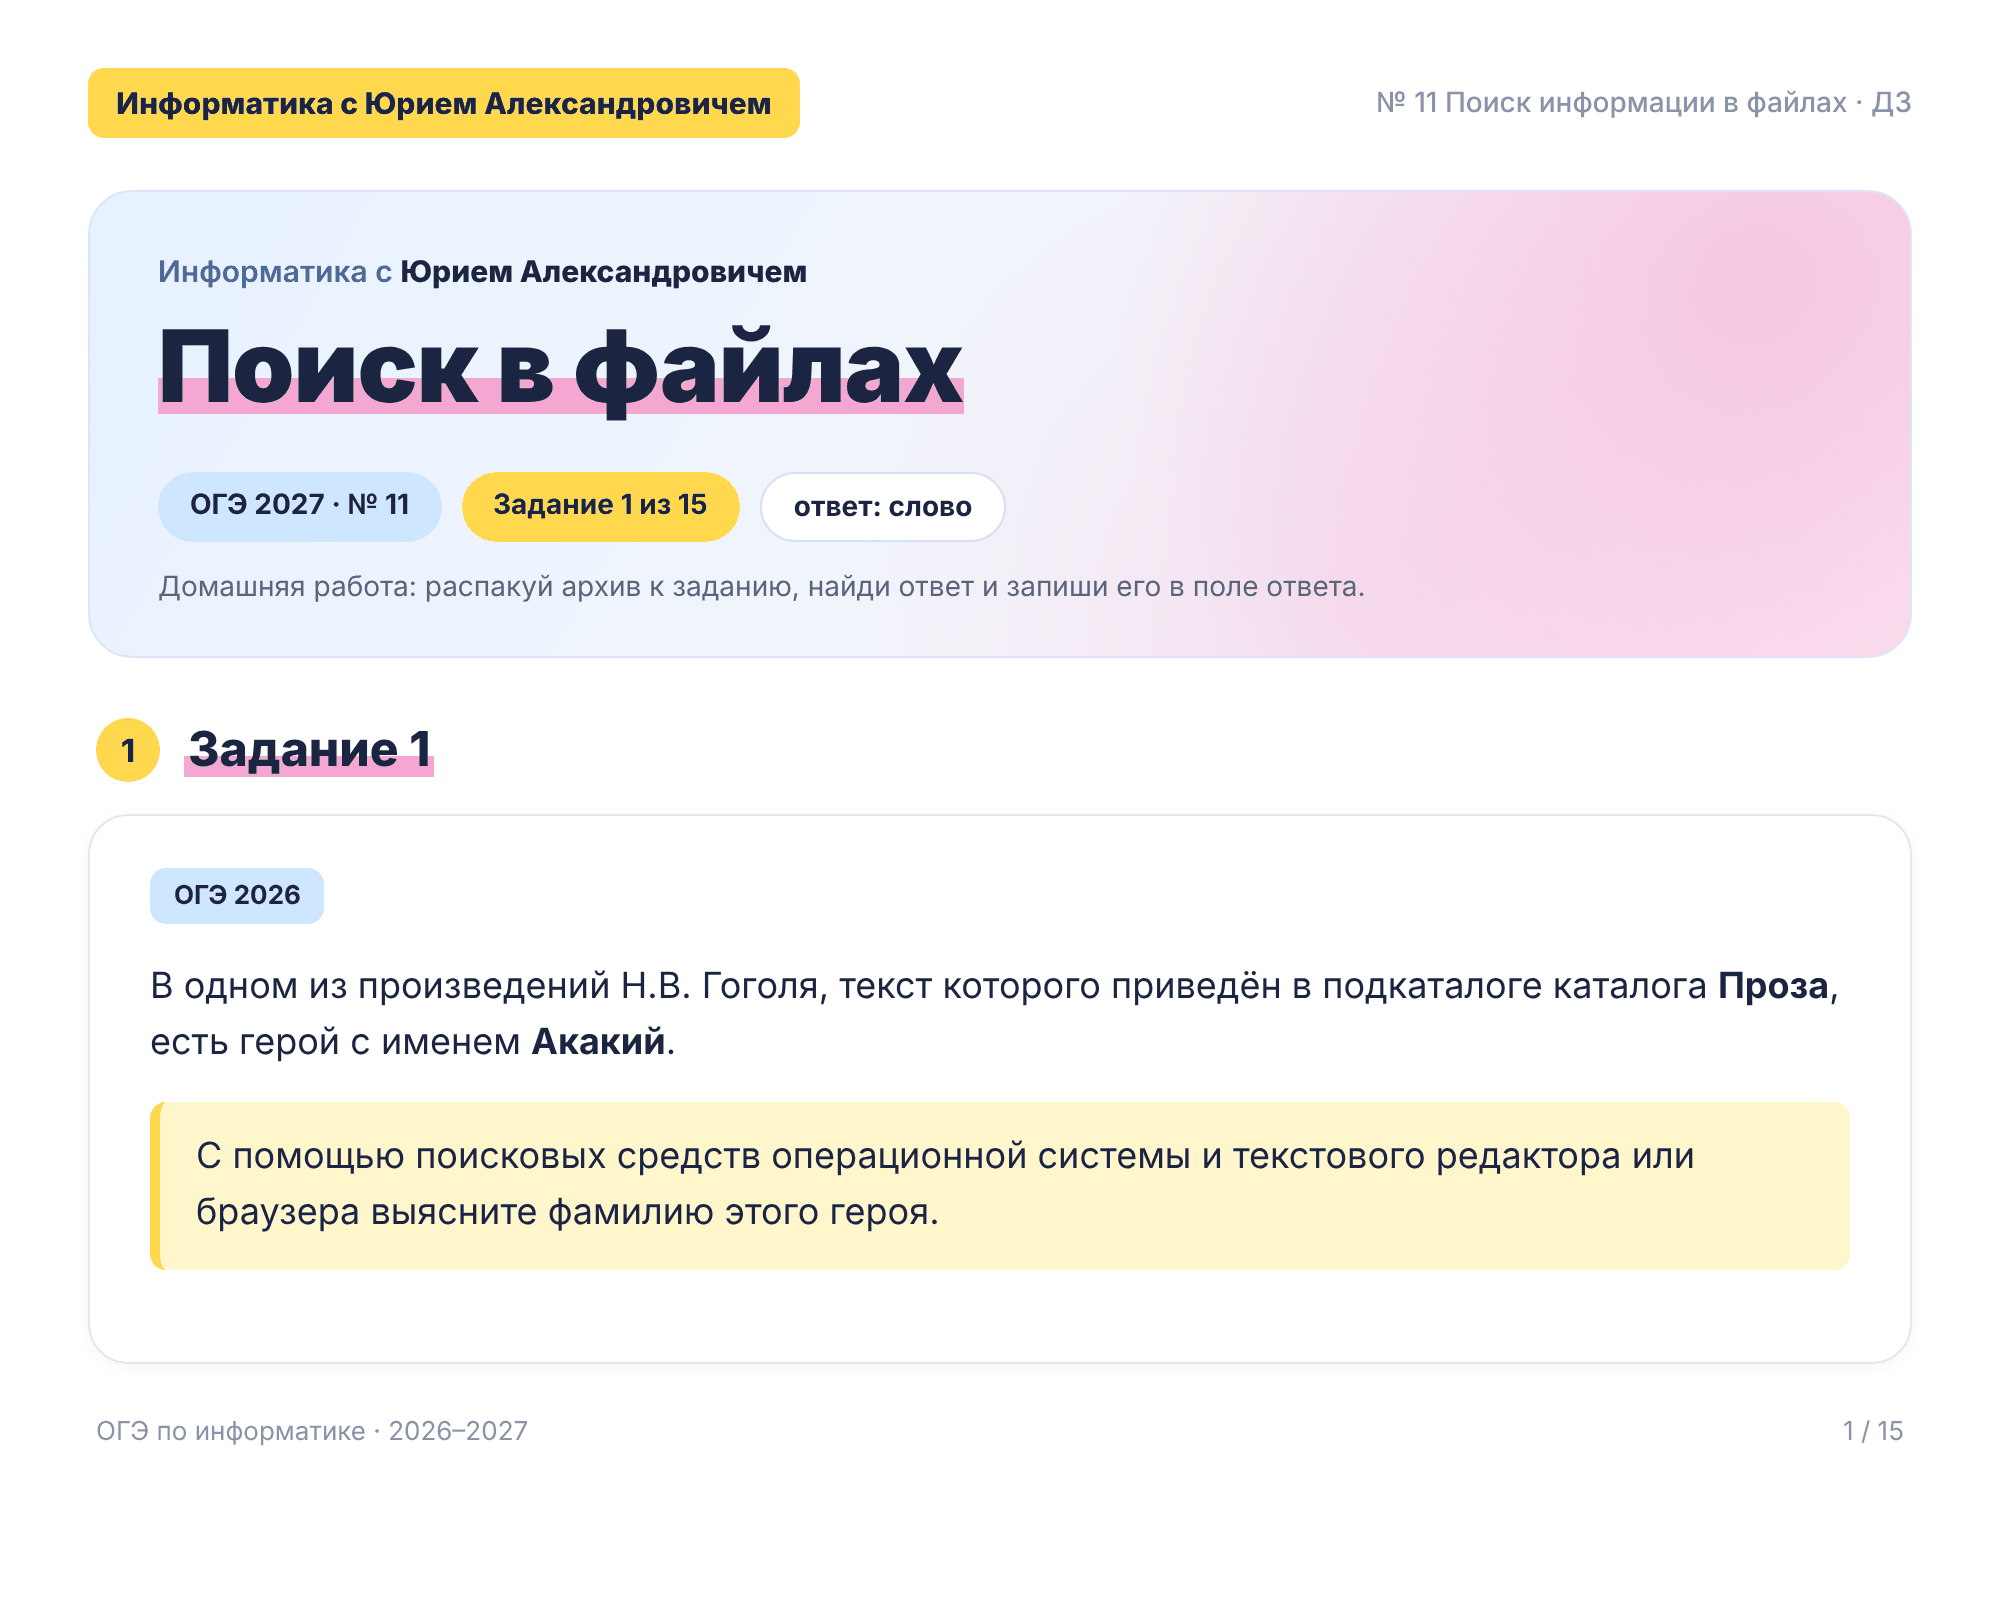 Информатика с Юрием Александровичем
№ 11 Поиск информации в файлах · ДЗ
Информатика с Юрием Александровичем
Поиск в файлах
ОГЭ 2027 · № 11
Задание 1 из 15
ответ: слово
Домашняя работа: распакуй архив к заданию, найди ответ и запиши его в поле ответа.
1 Задание 1
ОГЭ 2026
В одном из произведений Н.В. Гоголя, текст которого приведён в подкаталоге каталога Проза,
есть герой с именем Акакий.
С помощью поисковых средств операционной системы и текстового редактора или
браузера выясните фамилию этого героя.
ОГЭ по информатике · 2026–2027
1 / 15